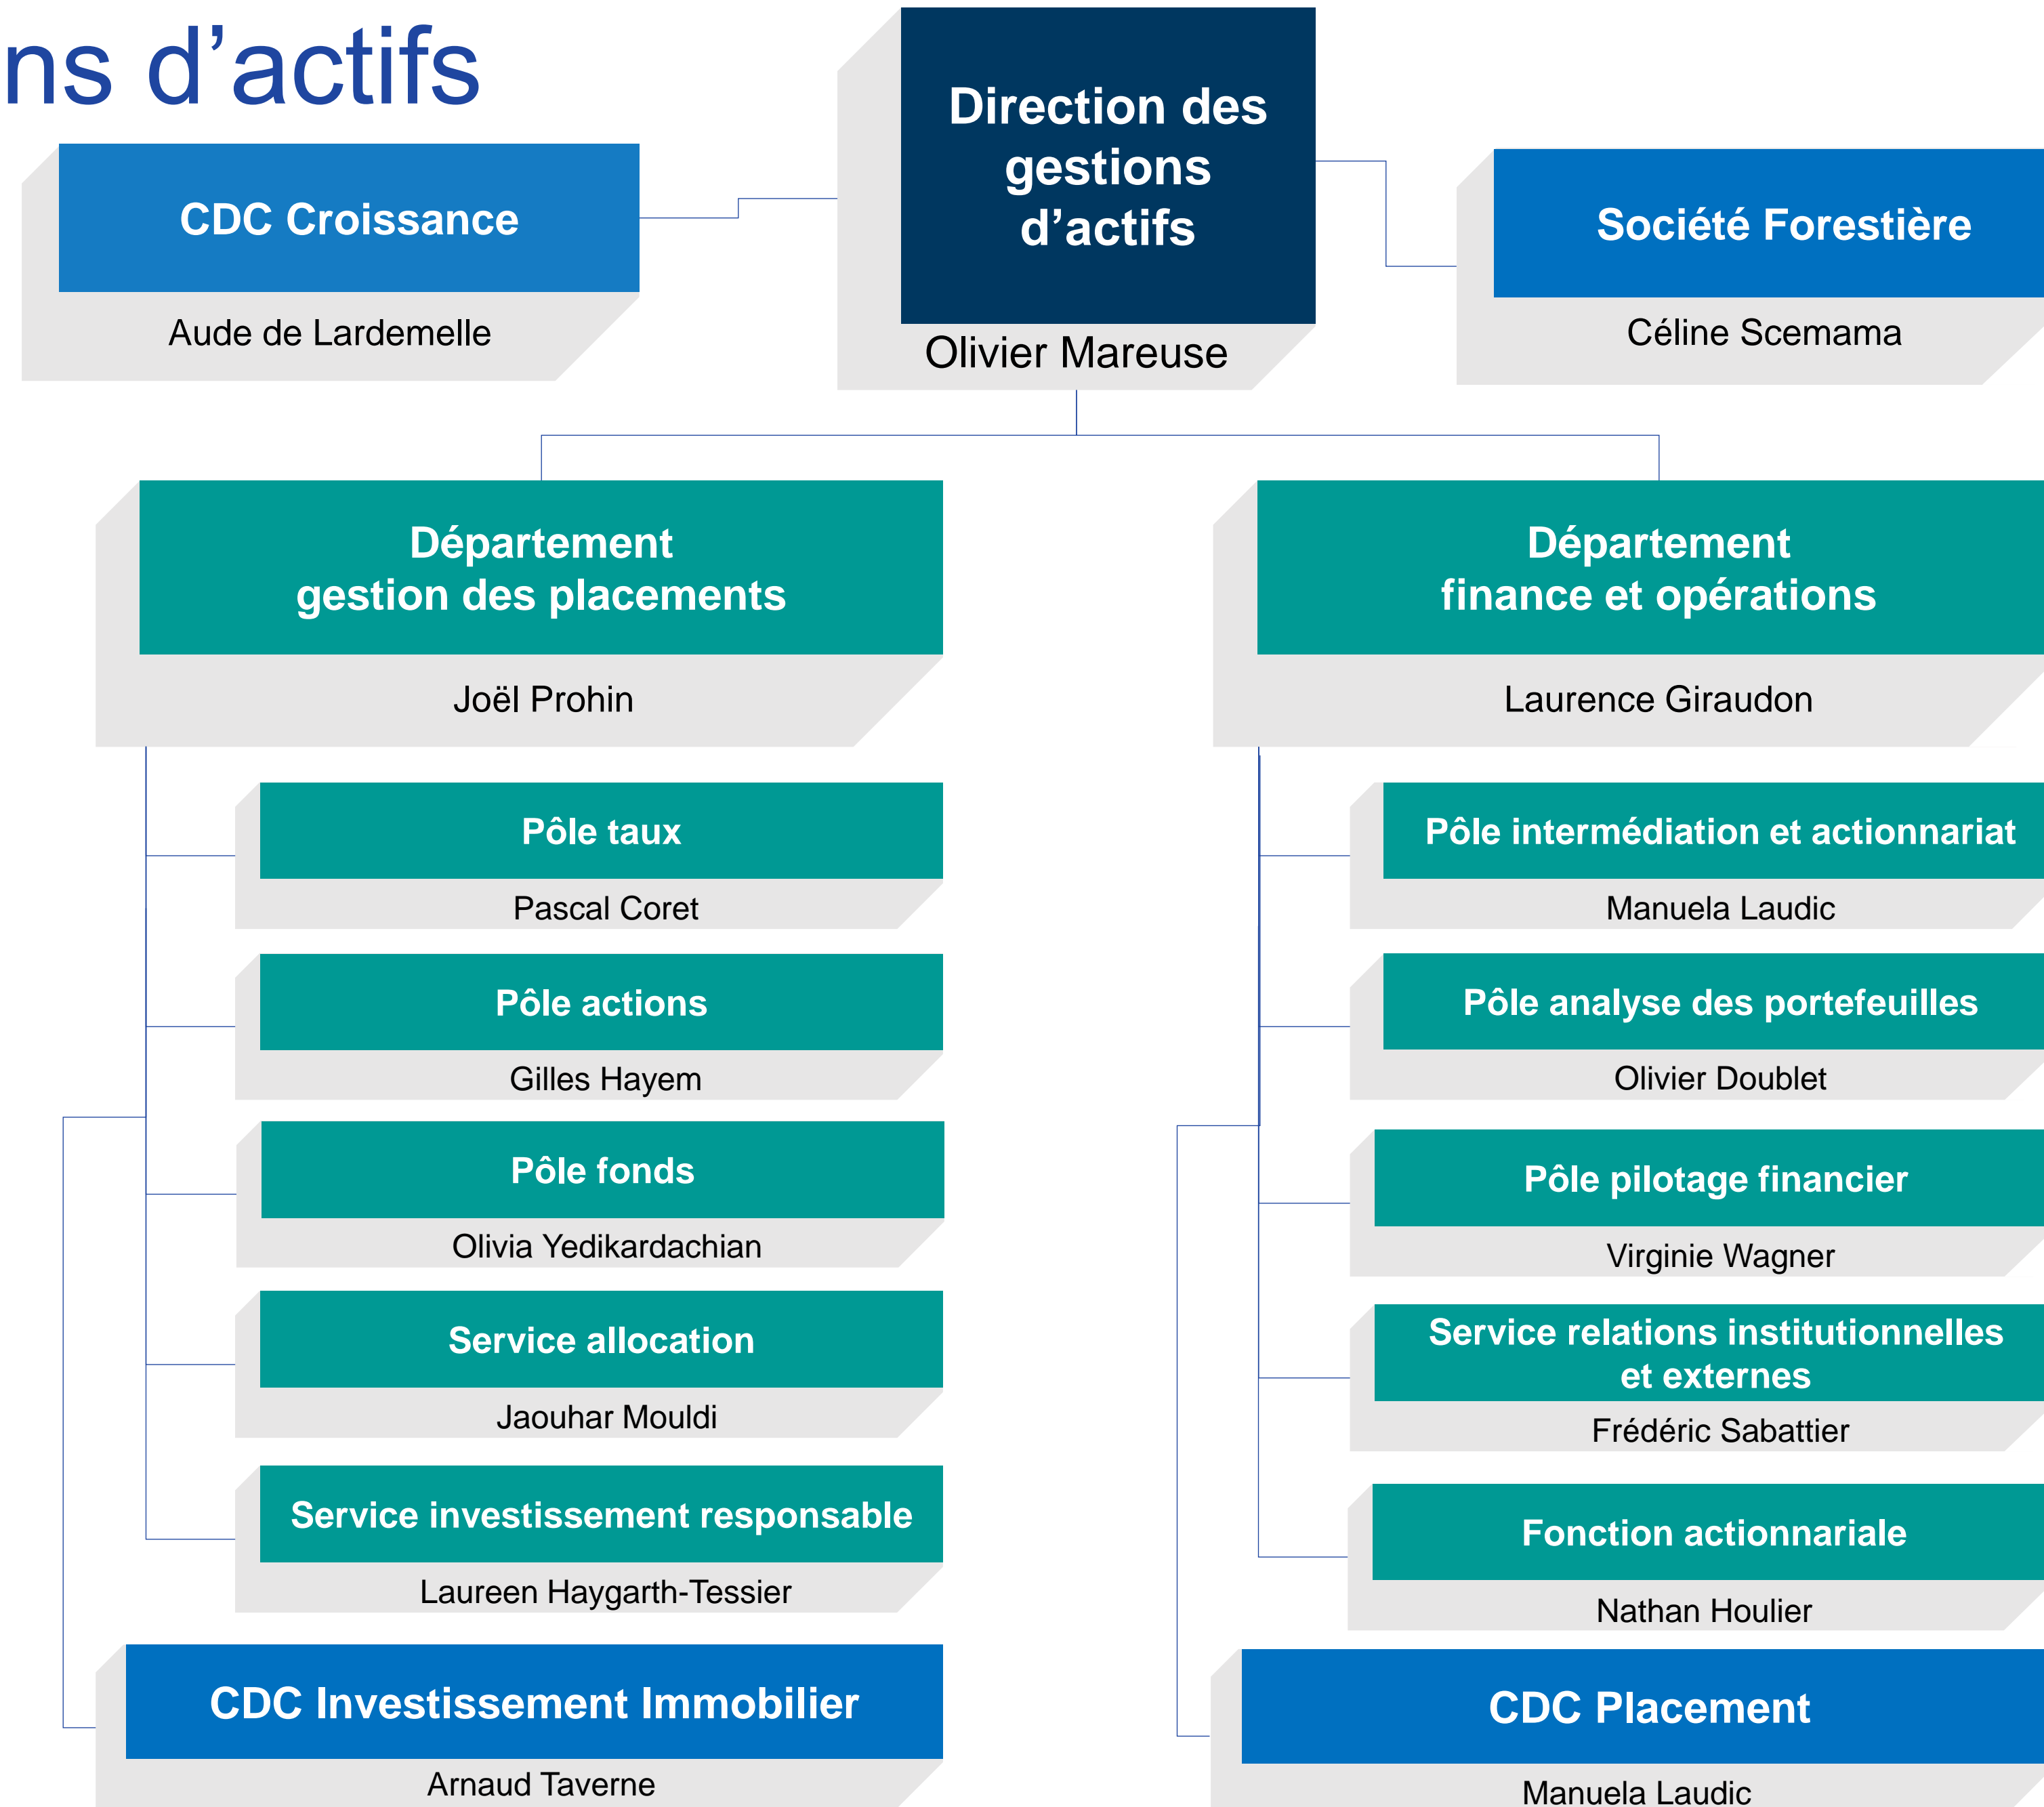 ns d’actifs
Direction des
gestions
d’actifs
Olivier Mareuse
CDC Croissance
Aude de Lardemelle
Société Forestière
Céline Scemama
Département
gestion des placements
Joël Prohin
Pôle taux
Pascal Coret
Pôle actions
Gilles Hayem
Pôle fonds
Olivia Yedikardachian
Service allocation
Jaouhar Mouldi
Service investissement responsable
Laureen Haygarth-Tessier
CDC Investissement Immobilier
Arnaud Taverne
Département
finance et opérations
Laurence Giraudon
Pôle intermédiation et actionnariat
Manuela Laudic
Pôle analyse des portefeuilles
Olivier Doublet
Pôle pilotage financier
Virginie Wagner
Service relations institutionnelles
et externes
Frédéric Sabattier
Fonction actionnariale
Nathan Houlier
CDC Placement
Manuela Laudic